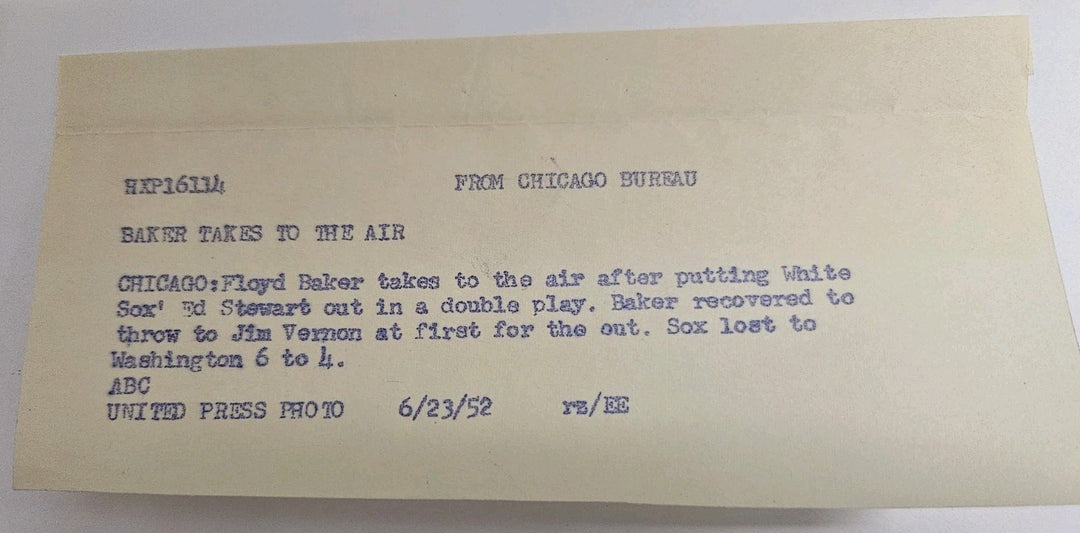 HXP16114 FROM CHICAGO BUREAU
BAKER TAKES TO THE AIR
CHICAGO:Floyd Baker takes to the air after putting White
Sox' Ed Stewart out in a double play. Baker recovered to
throw to Jim Vernon at first for the out. Sox lost to
Washington 6 to 4.
ABC
UNITED PRESS PHOTO 6/23/52 rz/EE